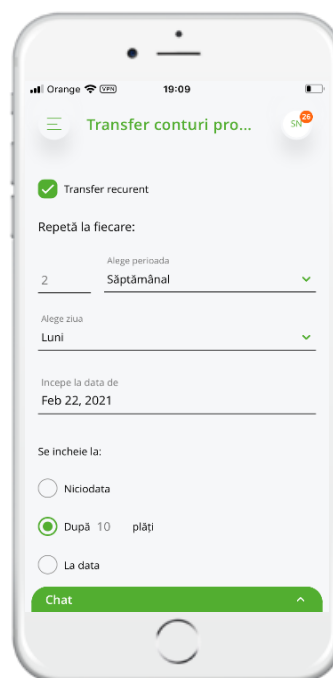 Orange VPN 19:09
Transfer conturi pro... SN 26
Transfer recurent
Repetă la fiecare:
Alege perioada
2 Săptămânal
Alege ziua
Luni
Incepe la data de
Feb 22, 2021
Se incheie la:
Niciodata
După 10 plăți
La data
Chat